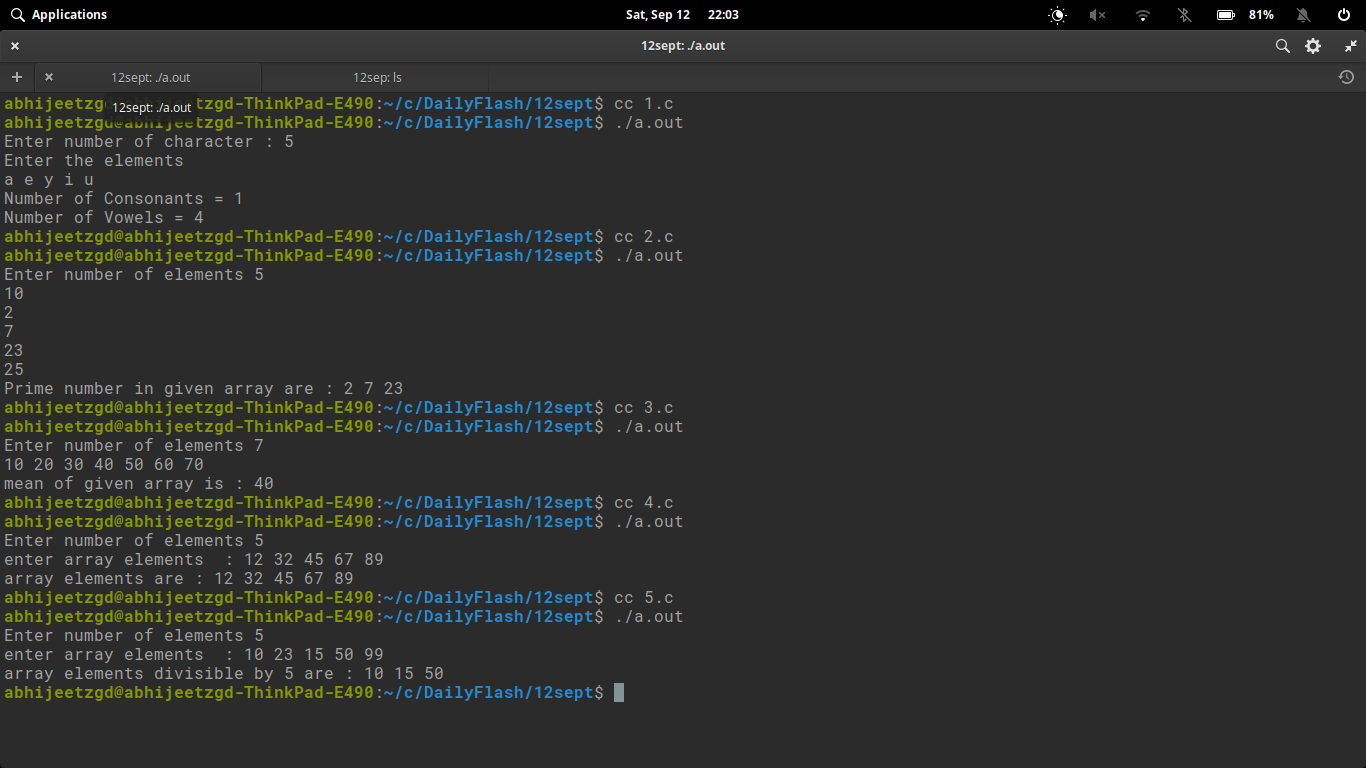 Applications Sat, Sep 12 22:03 81%
12sept: ./a.out
12sept: ./a.out 12sep: ls
12sept: ./a.out
abhijeetzgd-ThinkPad-E490:~/c/DailyFlash/12sept$ cc 1.c
abhijeetzgd-ThinkPad-E490:~/c/DailyFlash/12sept$ ./a.out
Enter number of character : 5
Enter the elements
a e y i u
Number of Consonants = 1
Number of Vowels = 4
abhijeetzgd@abhijeetzgd-ThinkPad-E490:~/c/DailyFlash/12sept$ cc 2.c
abhijeetzgd@abhijeetzgd-ThinkPad-E490:~/c/DailyFlash/12sept$ ./a.out
Enter number of elements 5
10
2
7
23
25
Prime number in given array are : 2 7 23
abhijeetzgd@abhijeetzgd-ThinkPad-E490:~/c/DailyFlash/12sept$ cc 3.c
abhijeetzgd@abhijeetzgd-ThinkPad-E490:~/c/DailyFlash/12sept$ ./a.out
Enter number of elements 7
10 20 30 40 50 60 70
mean of given array is : 40
abhijeetzgd@abhijeetzgd-ThinkPad-E490:~/c/DailyFlash/12sept$ cc 4.c
abhijeetzgd@abhijeetzgd-ThinkPad-E490:~/c/DailyFlash/12sept$ ./a.out
Enter number of elements 5
enter array elements  : 12 32 45 67 89
array elements are : 12 32 45 67 89
abhijeetzgd@abhijeetzgd-ThinkPad-E490:~/c/DailyFlash/12sept$ cc 5.c
abhijeetzgd@abhijeetzgd-ThinkPad-E490:~/c/DailyFlash/12sept$ ./a.out
Enter number of elements 5
enter array elements  : 10 23 15 50 99
array elements divisible by 5 are : 10 15 50
abhijeetzgd@abhijeetzgd-ThinkPad-E490:~/c/DailyFlash/12sept$